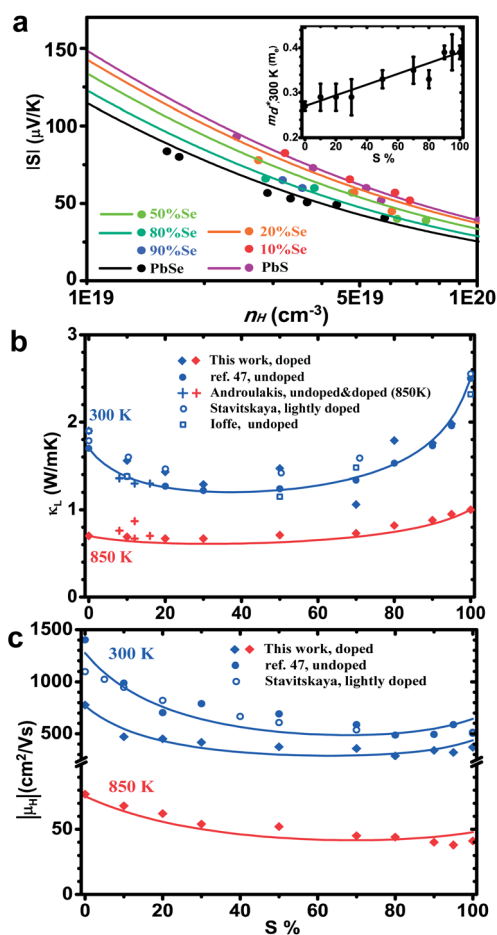 a
150
100
50
0
|S| (μV/K)
0.4
0.3
0.2
m_d*,300 K (m_e)
0 20 40 60 80 100
S %
50%Se
80%Se
20%Se
90%Se
10%Se
PbSe
PbS
1E19 5E19 1E20
n_H (cm⁻³)
b
3
2
1
0
κ_L (W/mK)
This work, doped
ref. 47, undoped
Androulakis, undoped&doped (850K)
Stavitskaya, lightly doped
Ioffe, undoped
300 K
850 K
0 20 40 60 80 100
c
1500
1000
500
50
0
|μ_H|(cm²/Vs)
300 K
This work, doped
ref. 47, undoped
Stavitskaya, lightly doped
850 K
0 20 40 60 80 100
S %